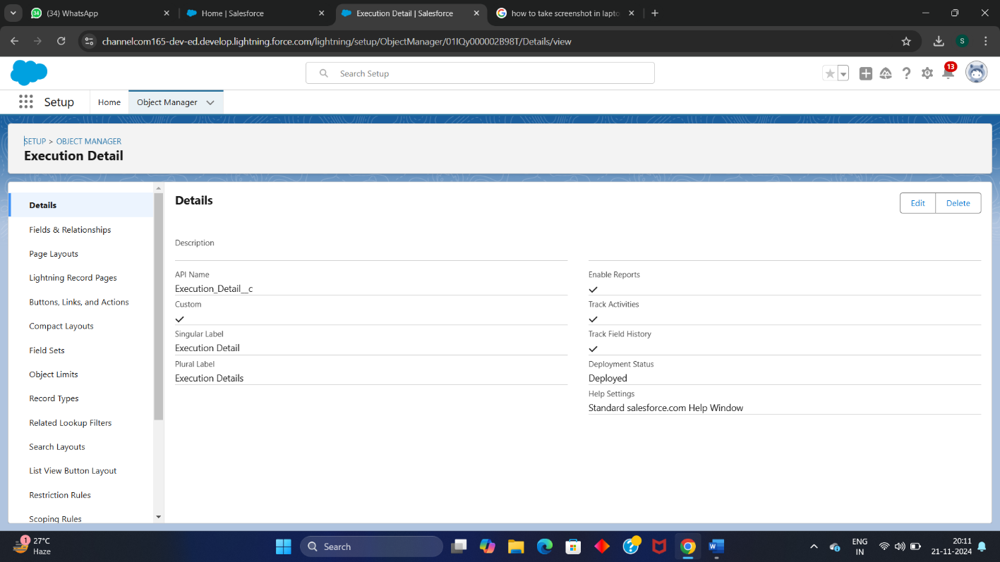 34
(34) WhatsApp
Home | Salesforce
Execution Detail | Salesforce
how to take screenshot in lapto
channelcom165-dev-ed.develop.lightning.force.com/lightning/setup/ObjectManager/01IQy000002B98T/Details/view
S
Search Setup
13
Setup
Home
Object Manager
SETUP > OBJECT MANAGER
Execution Detail
Details
Fields & Relationships
Page Layouts
Lightning Record Pages
Buttons, Links, and Actions
Compact Layouts
Field Sets
Object Limits
Record Types
Related Lookup Filters
Search Layouts
List View Button Layout
Restriction Rules
Scoping Rules
Details
Edit
Delete
Description
API Name
Execution_Detail__c
Custom
Singular Label
Execution Detail
Plural Label
Execution Details
Enable Reports
Track Activities
Track Field History
Deployment Status
Deployed
Help Settings
Standard salesforce.com Help Window
1
27°C
Haze
Search
ENG
IN
20:11
21-11-2024